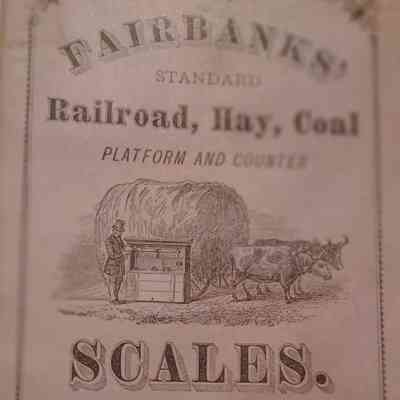 FAIRBANKS'
STANDARD
Railroad, Hay, Coal
PLATFORM AND COUNTER
SCALES.